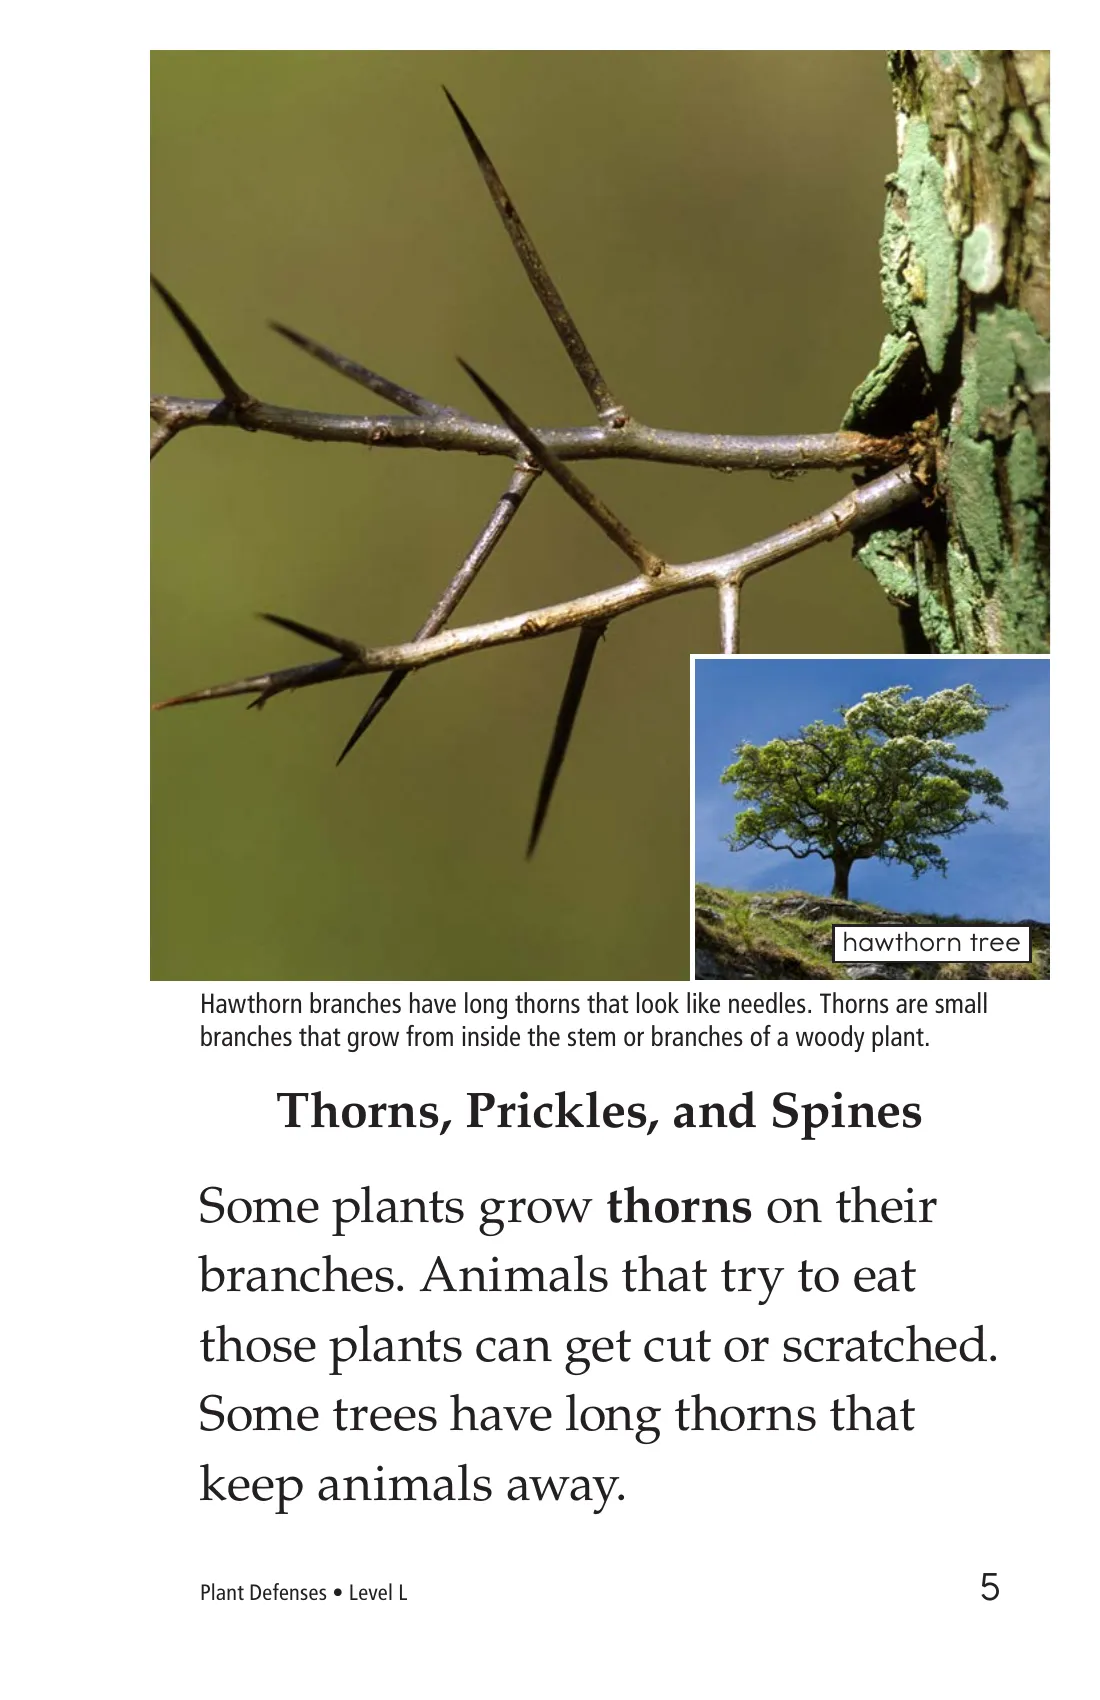 hawthorn tree
Hawthorn branches have long thorns that look like needles. Thorns are small
branches that grow from inside the stem or branches of a woody plant.
Thorns, Prickles, and Spines
Some plants grow thorns on their
branches. Animals that try to eat
those plants can get cut or scratched.
Some trees have long thorns that
keep animals away.
Plant Defenses • Level L
5